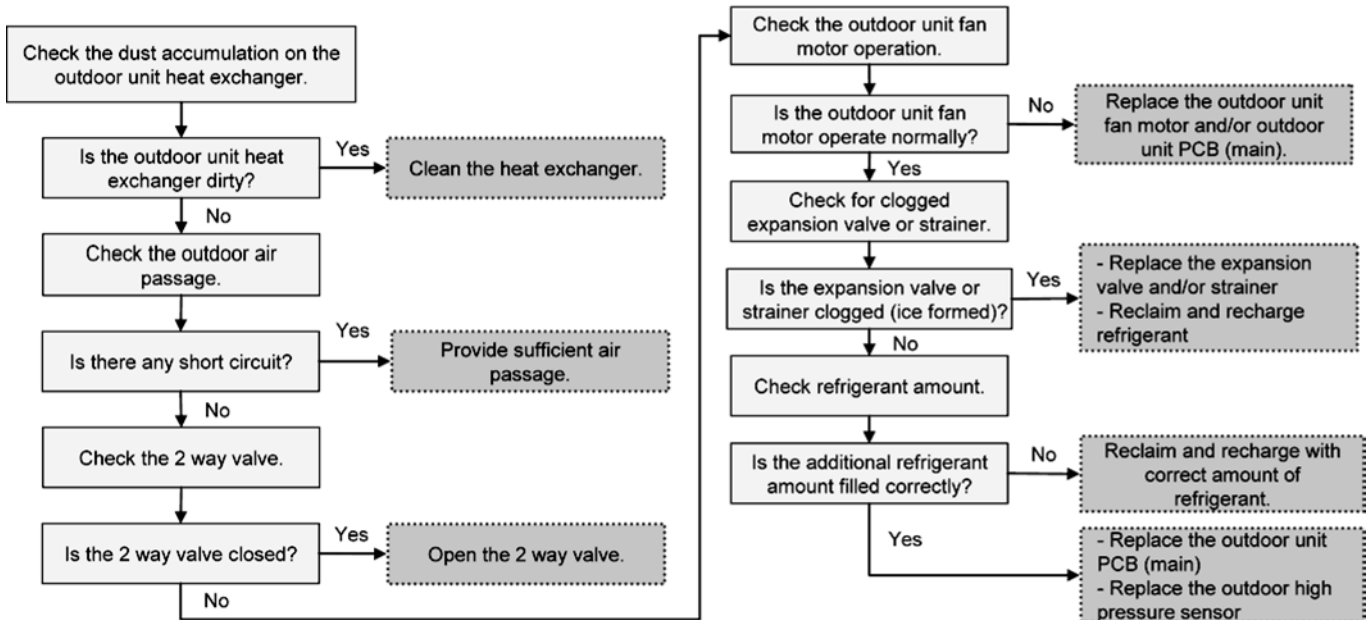 Check the dust accumulation on the
outdoor unit heat exchanger.
Is the outdoor unit heat
exchanger dirty?
Yes
Clean the heat exchanger.
No
Check the outdoor air
passage.
Is there any short circuit?
Yes
Provide sufficient air
passage.
No
Check the 2 way valve.
Is the 2 way valve closed?
Yes
Open the 2 way valve.
No
Check the outdoor unit fan
motor operation.
Is the outdoor unit fan
motor operate normally?
No
Replace the outdoor unit
fan motor and/or outdoor
unit PCB (main).
Yes
Check for clogged
expansion valve or strainer.
Is the expansion valve or
strainer clogged (ice formed)?
Yes
- Replace the expansion
valve and/or strainer
- Reclaim and recharge
refrigerant
No
Check refrigerant amount.
Is the additional refrigerant
amount filled correctly?
No
Reclaim and recharge with
correct amount of
refrigerant.
Yes
- Replace the outdoor unit
PCB (main)
- Replace the outdoor high
pressure sensor